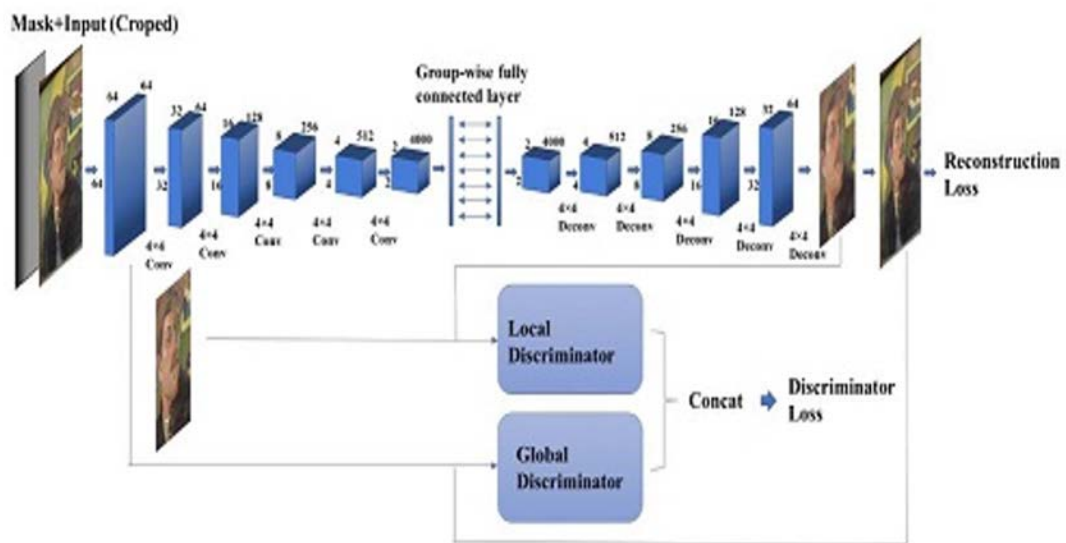 Mask+Input (Croped)
64
64
64
32
64
32
16
128
16
8
256
8
4
512
4
2
4000
2
4×4
Conv
4×4
Conv
4×4
Conv
4×4
Conv
4×4
Conv
Group-wise fully
connected layer
2
4000
2
4
512
4
8
256
8
16
128
16
32
64
32
4×4
Deconv
4×4
Deconv
4×4
Deconv
4×4
Deconv
4×4
Deconv
Reconstruction
Loss
Local
Discriminator
Global
Discriminator
Concat
Discriminator
Loss